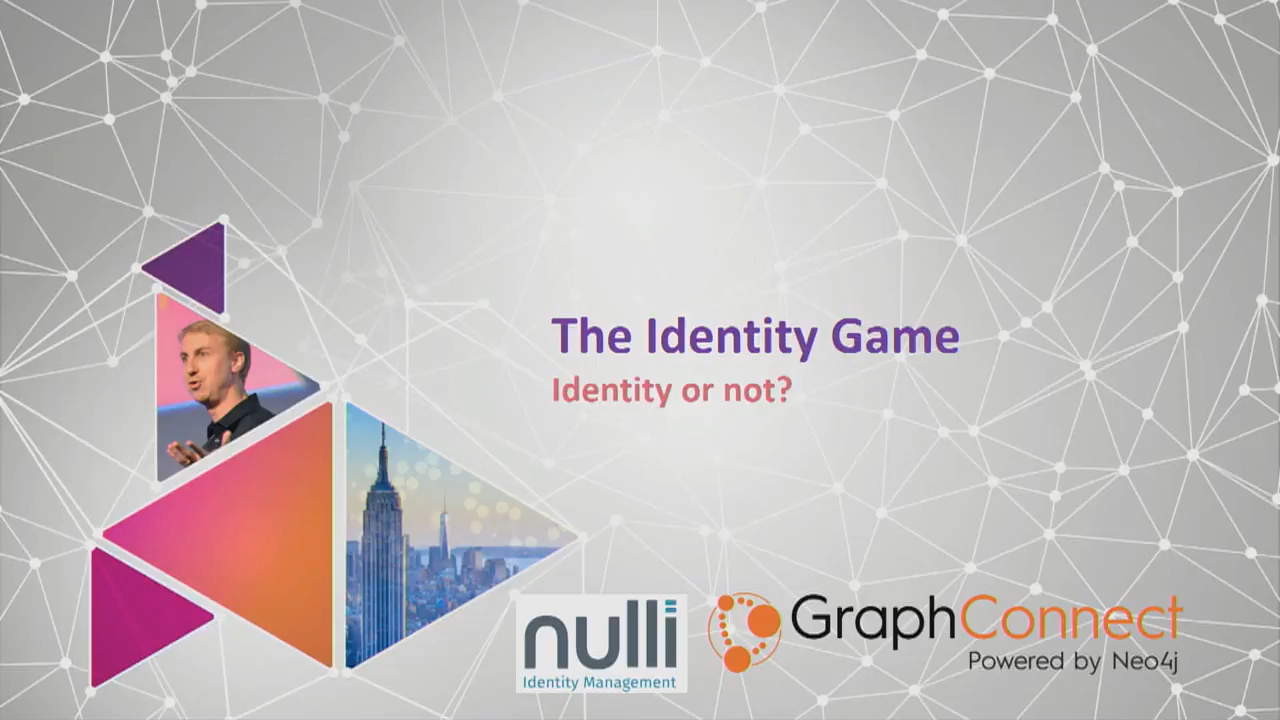 The Identity Game
Identity or not?
nulli
Identity Management
GraphConnect
Powered by Neo4j